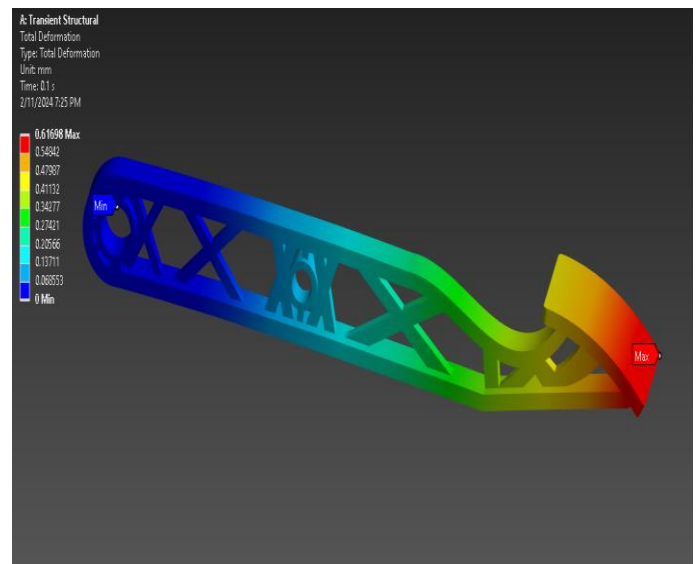 A: Transient Structural
Total Deformation
Type: Total Deformation
Unit: mm
Time: 0.1 s
2/11/2024 7:25 PM
0.61698 Max
0.54842
0.47987
0.41132
0.34277
0.27421
0.20566
0.13711
0.068553
0 Min
Min
Max